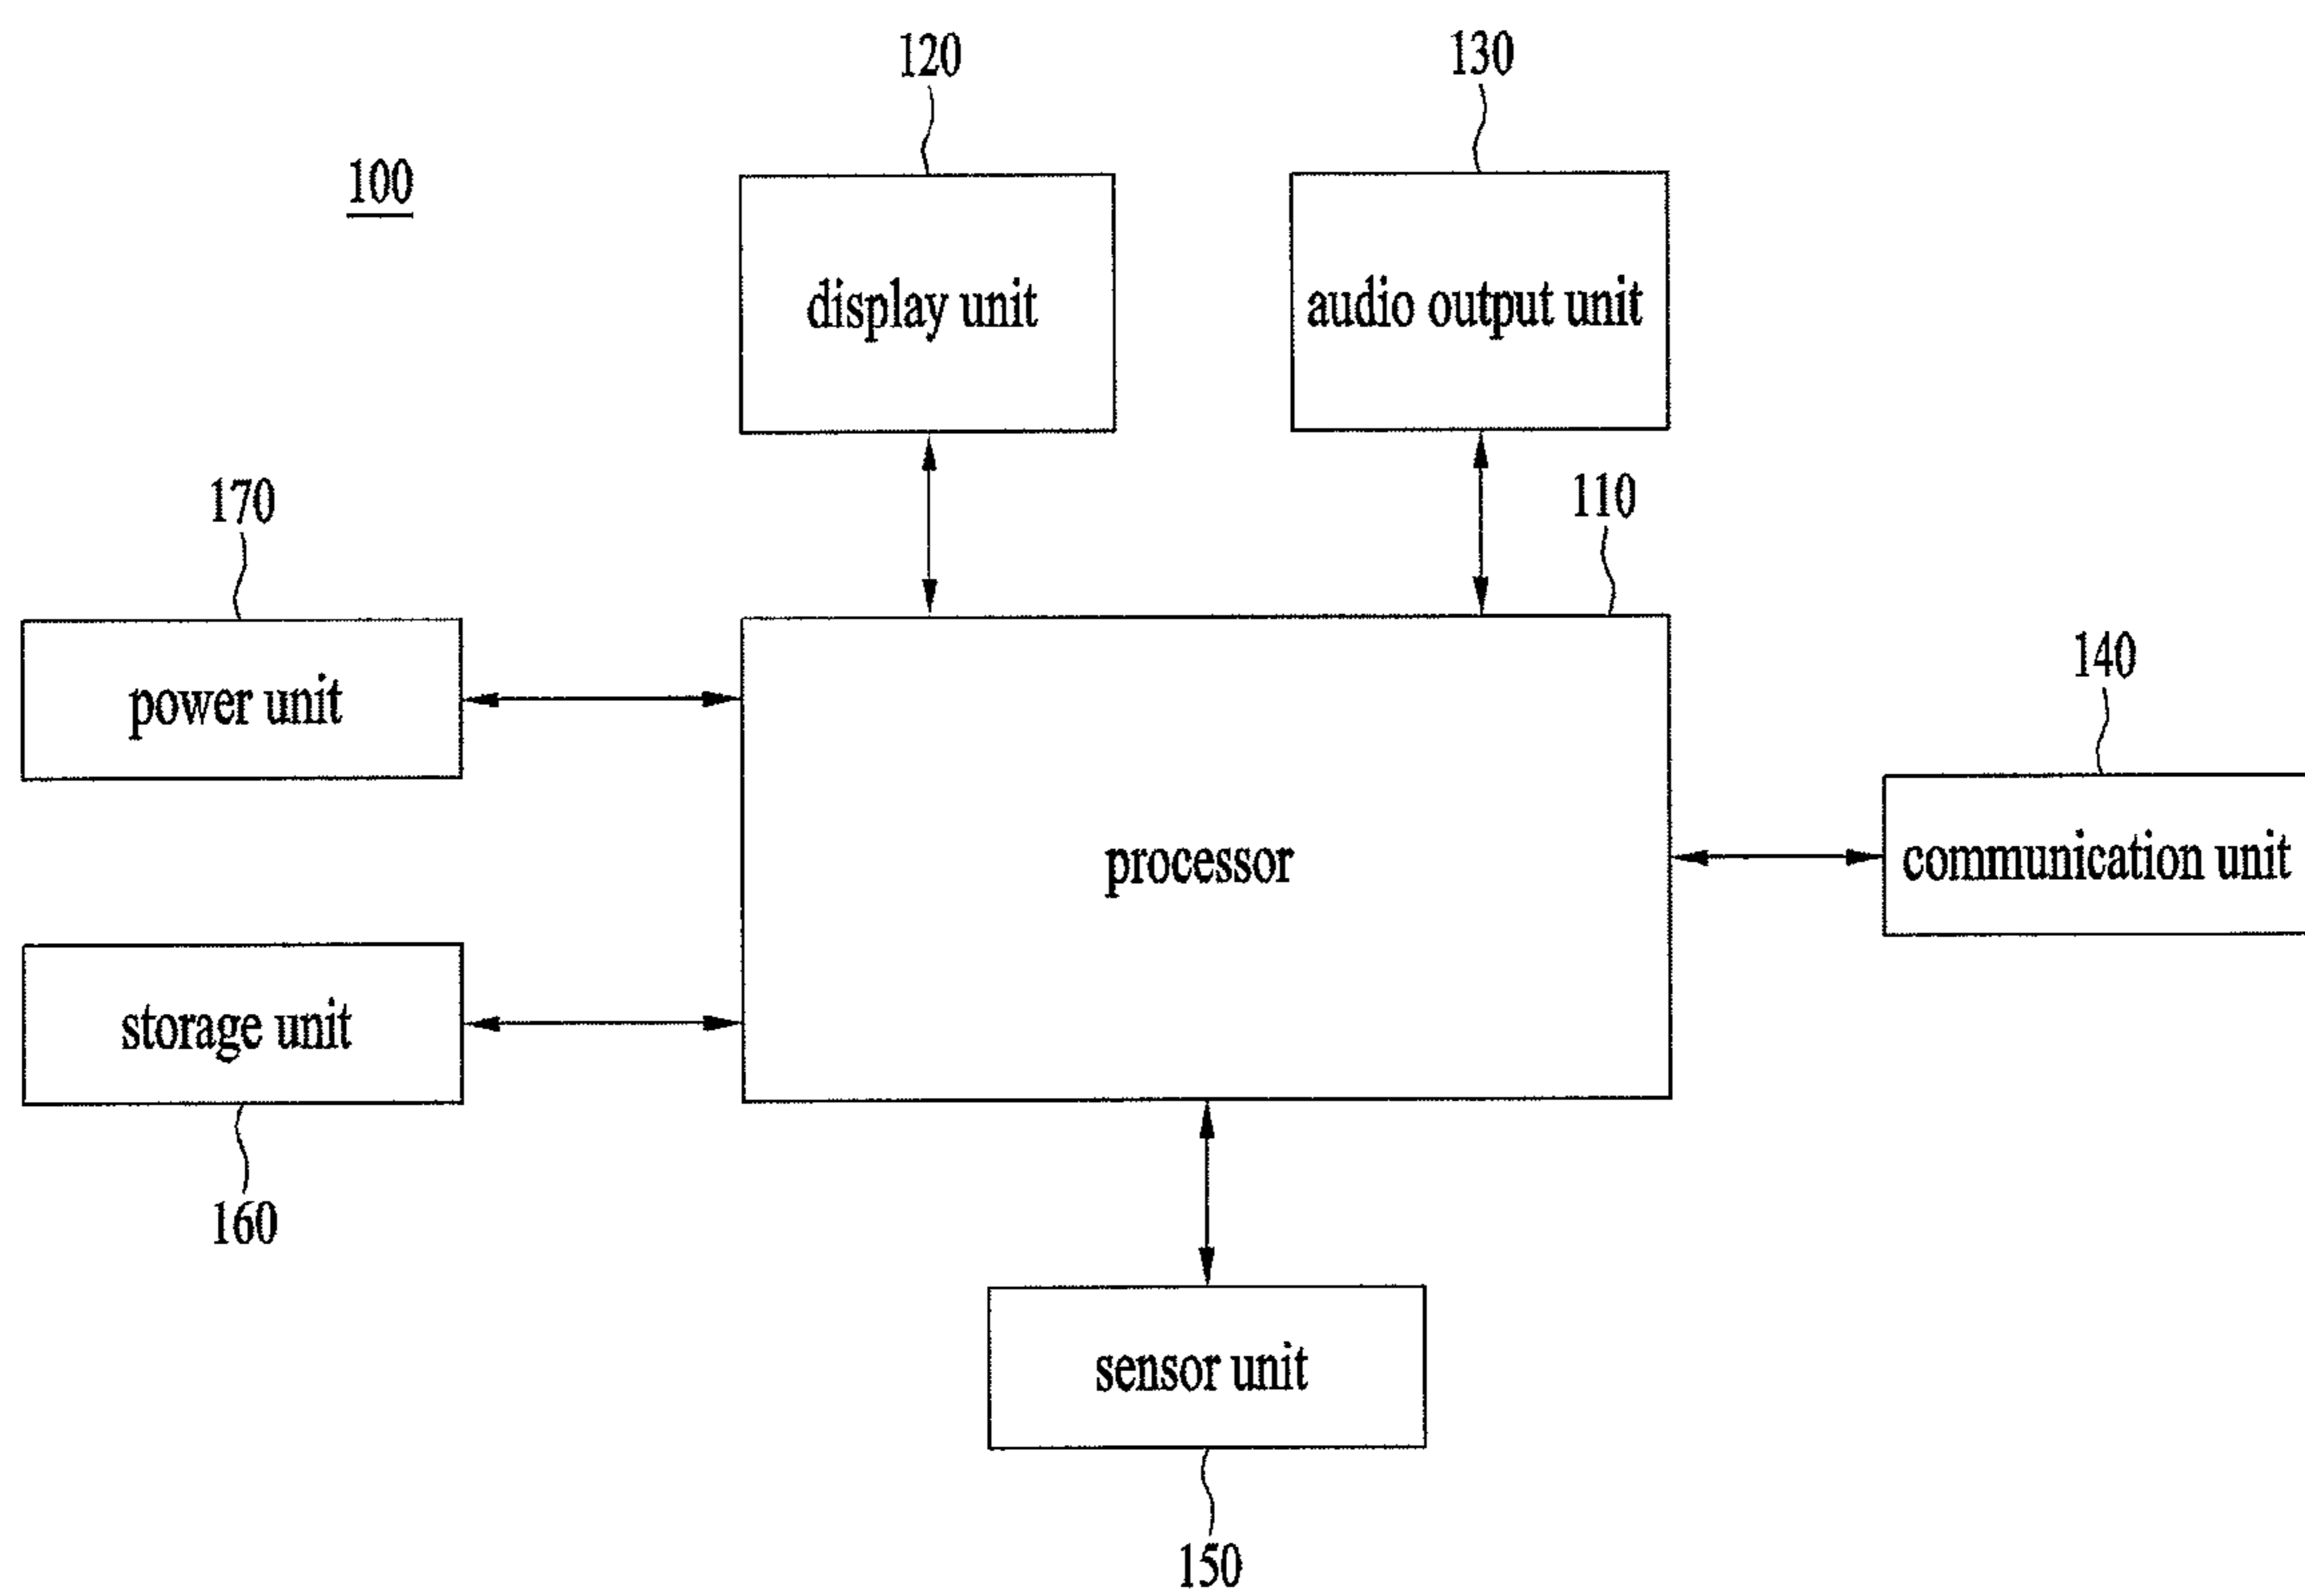 120
130
100
display unit
audio output unit
170
110
140
power unit
processor
communication unit
storage unit
160
sensor unit
150